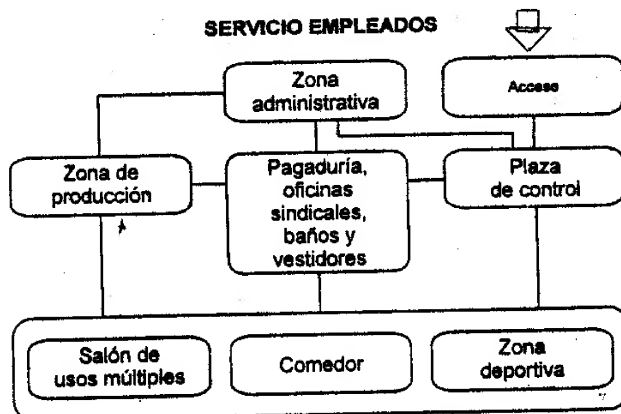 SERVICIO EMPLEADOS
Zona
administrativa
Acceso
Zona de
producción
Pagaduría,
oficinas
sindicales,
baños y
vestidores
Plaza
de control
Salón de
usos múltiples
Comedor
Zona
deportiva